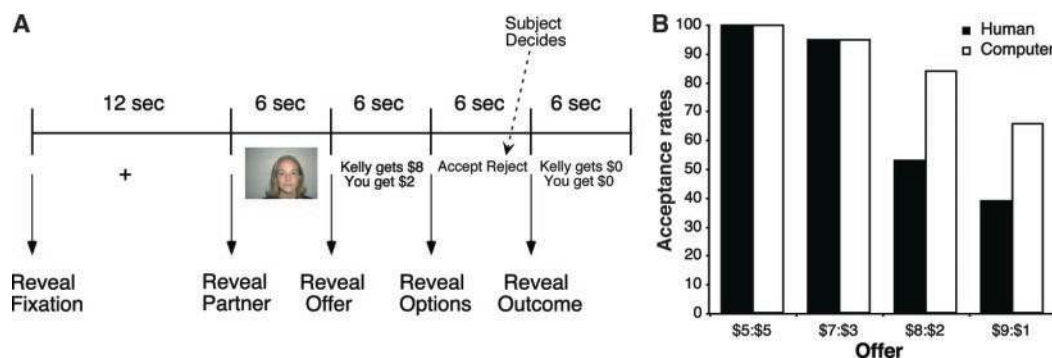 A
Subject
Decides
12 sec
6 sec
6 sec
6 sec
6 sec
+
Kelly gets $8
You get $2
Accept Reject
Kelly gets $0
You get $0
Reveal
Fixation
Reveal
Partner
Reveal
Offer
Reveal
Options
Reveal
Outcome
B
Human
Computer
Acceptance rates
100
90
80
70
60
50
40
30
20
10
0
$5:$5
$7:$3
$8:$2
$9:$1
Offer